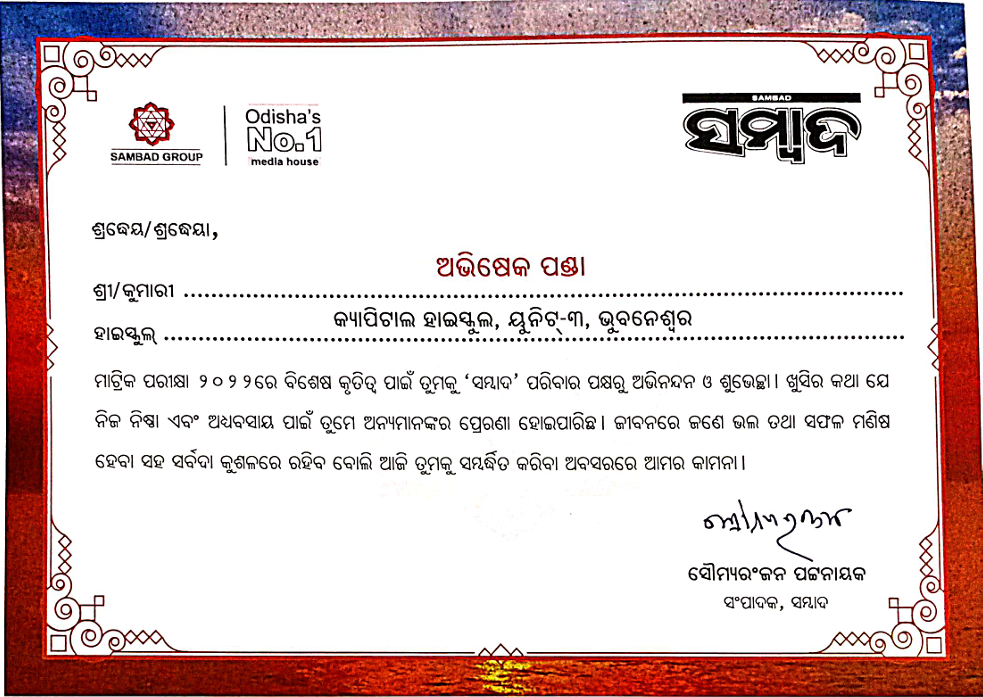 SAMBAD GROUP
Odisha's
No.1
media house
SAMBAD
ସମ୍ବାଦ
ଶ୍ରଦ୍ଧେୟ/ଶ୍ରଦ୍ଧେୟା,
ଅଭିଷେକ ପଣ୍ଡା
ଶ୍ରୀ/କୁମାରୀ
କ୍ୟାପିଟାଲ ହାଇସ୍କୁଲ, ୟୁନିଟ୍-୩, ଭୁବନେଶ୍ୱର
ହାଇସ୍କୁଲ୍
ମାଟ୍ରିକ ପରୀକ୍ଷା ୨୦୨୨ରେ ବିଶେଷ କୃତିତ୍ୱ ପାଇଁ ତୁମକୁ ‘ସମ୍ବାଦ’ ପରିବାର ପକ୍ଷରୁ ଅଭିନନ୍ଦନ ଓ ଶୁଭେଚ୍ଛା। ଖୁସିର କଥା ଯେ
ନିଜ ନିଷ୍ଠା ଏବଂ ଅଧ୍ୟବସାୟ ପାଇଁ ତୁମେ ଅନ୍ୟମାନଙ୍କର ପ୍ରେରଣା ହୋଇପାରିଛ। ଜୀବନରେ ଜଣେ ଭଲ ତଥା ସଫଳ ମଣିଷ
ହେବା ସହ ସର୍ବଦା କୁଶଳରେ ରହିବ ବୋଲି ଆଜି ତୁମକୁ ସମ୍ବର୍ଦ୍ଧିତ କରିବା ଅବସରରେ ଆମର କାମନା।
ସୌମ୍ୟରଂଜନ ପଟ୍ଟନାୟକ
ସଂପାଦକ, ସମ୍ବାଦ